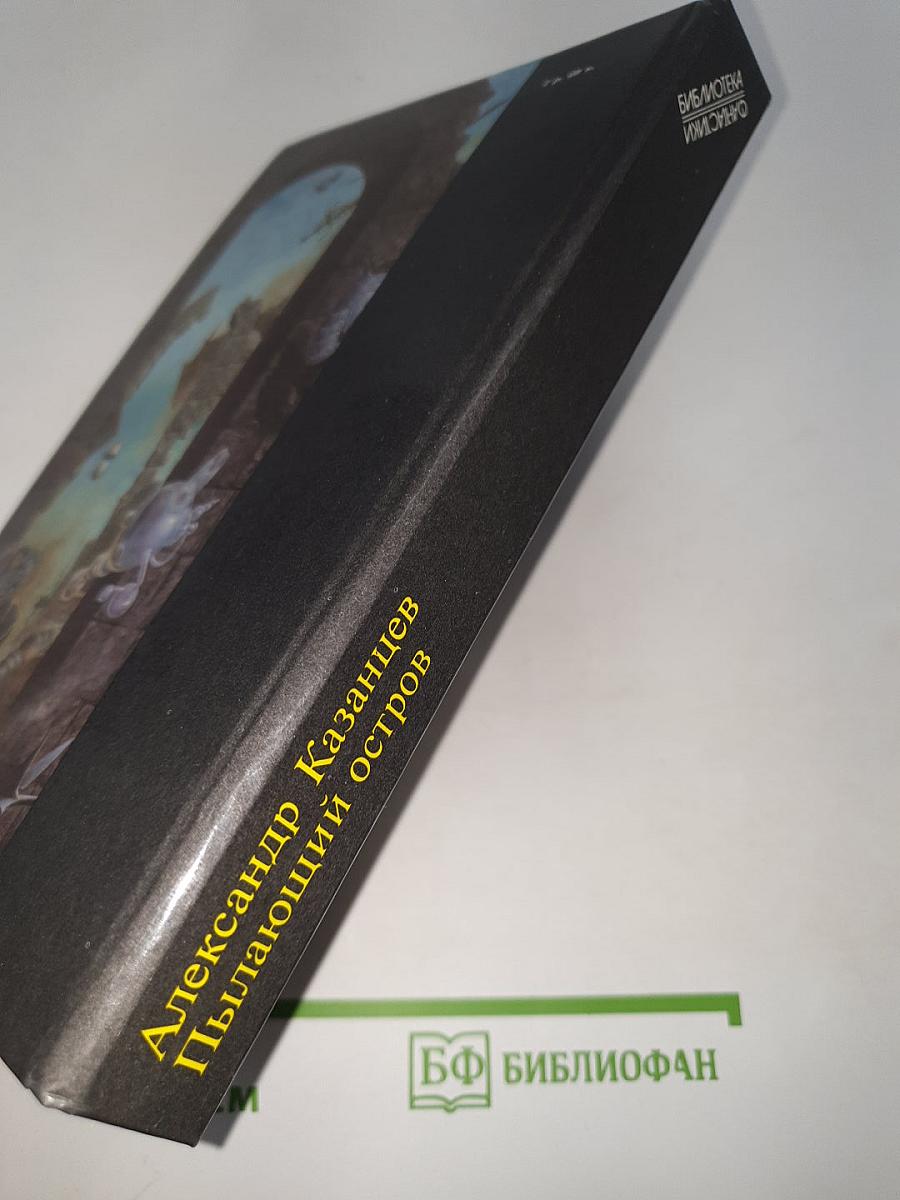 БИБЛИОТЕКА
ФАНТАСТИКИ
Александр Казанцев
Пылающий остров
БФ БИБЛИОФАН